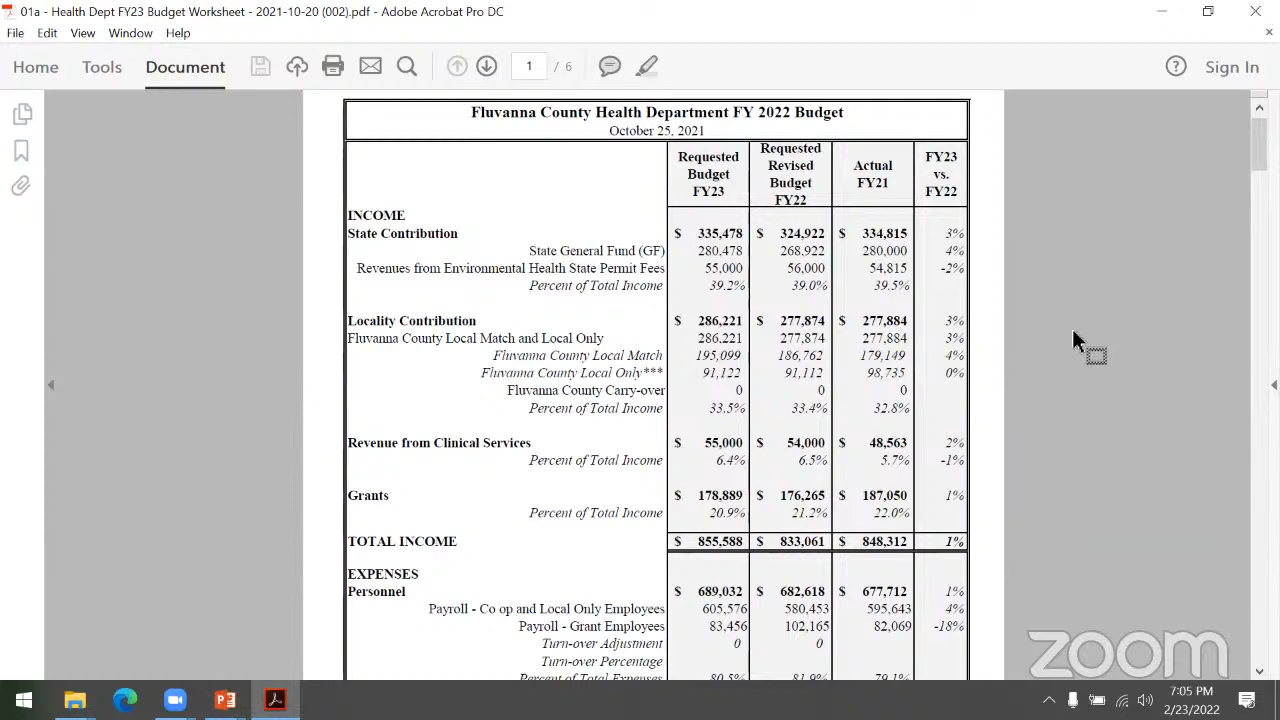 01a - Health Dept FY23 Budget Worksheet - 2021-10-20 (002).pdf - Adobe Acrobat Pro DC
File Edit View Window Help
Home Tools Document 1 / 6 Sign In
Fluvanna County Health Department FY 2022 Budget
October 25, 2021
Requested Budget FY23 Requested Revised Budget FY22 Actual FY21 FY23 vs. FY22
INCOME
State Contribution $ 335,478 $ 324,922 $ 334,815 3%
State General Fund (GF) 280,478 268,922 280,000 4%
Revenues from Environmental Health State Permit Fees 55,000 56,000 54,815 -2%
Percent of Total Income 39.2% 39.0% 39.5%
Locality Contribution $ 286,221 $ 277,874 $ 277,884 3%
Fluvanna County Local Match and Local Only 286,221 277,874 277,884 3%
Fluvanna County Local Match 195,099 186,762 179,149 4%
Fluvanna County Local Only*** 91,122 91,112 98,735 0%
Fluvanna County Carry-over 0 0 0
Percent of Total Income 33.5% 33.4% 32.8%
Revenue from Clinical Services $ 55,000 $ 54,000 $ 48,563 2%
Percent of Total Income 6.4% 6.5% 5.7% -1%
Grants $ 178,889 $ 176,265 $ 187,050 1%
Percent of Total Income 20.9% 21.2% 22.0%
TOTAL INCOME $ 855,588 $ 833,061 $ 848,312 1%
EXPENSES
Personnel $ 689,032 $ 682,618 $ 677,712 1%
Payroll - Co op and Local Only Employees 605,576 580,453 595,643 4%
Payroll - Grant Employees 83,456 102,165 82,069 -18%
Turn-over Adjustment 0 0
Turn-over Percentage
Percent of Total Expenses 80.5% 81.9% 79.1%
zoom
7:05 PM
2/23/2022